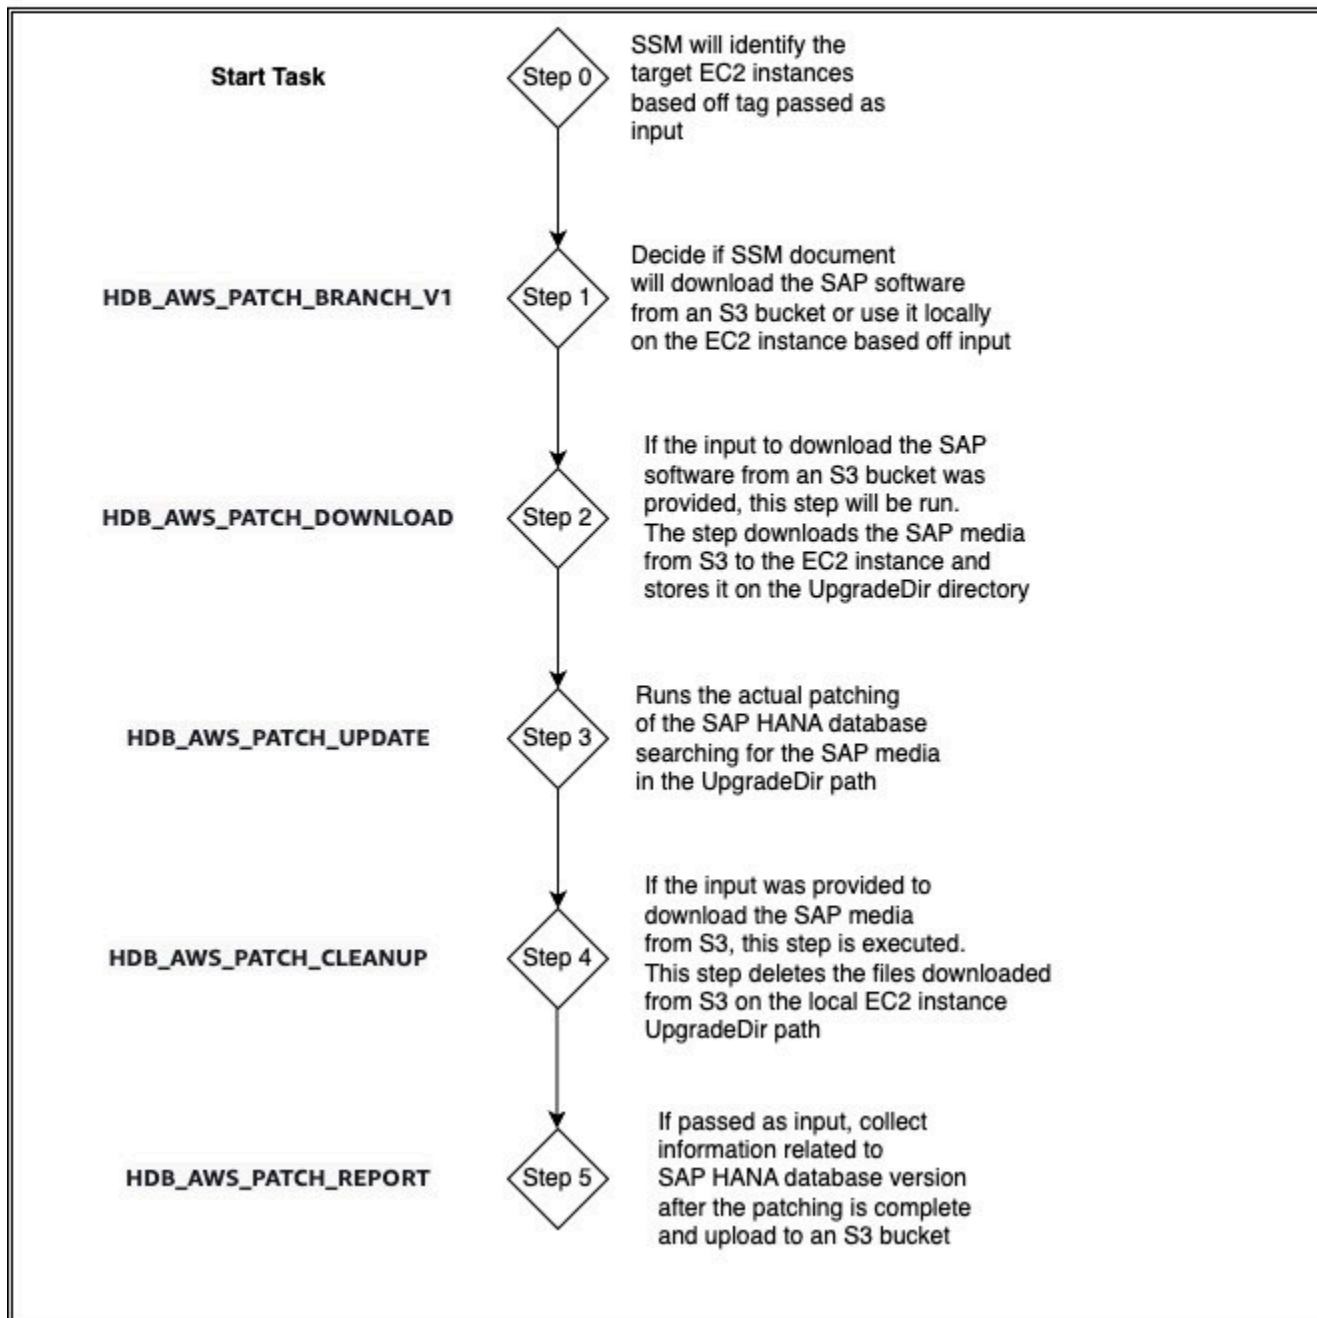 Start Task
Step 0
SSM will identify the
target EC2 instances
based off tag passed as
input
HDB_AWS_PATCH_BRANCH_V1
Step 1
Decide if SSM document
will download the SAP software
from an S3 bucket or use it locally
on the EC2 instance based off input
HDB_AWS_PATCH_DOWNLOAD
Step 2
If the input to download the SAP
software from an S3 bucket was
provided, this step will be run.
The step downloads the SAP media
from S3 to the EC2 instance and
stores it on the UpgradeDir directory
HDB_AWS_PATCH_UPDATE
Step 3
Runs the actual patching
of the SAP HANA database
searching for the SAP media
in the UpgradeDir path
HDB_AWS_PATCH_CLEANUP
Step 4
If the input was provided to
download the SAP media
from S3, this step is executed.
This step deletes the files downloaded
from S3 on the local EC2 instance
UpgradeDir path
HDB_AWS_PATCH_REPORT
Step 5
If passed as input, collect
information related to
SAP HANA database version
after the patching is complete
and upload to an S3 bucket